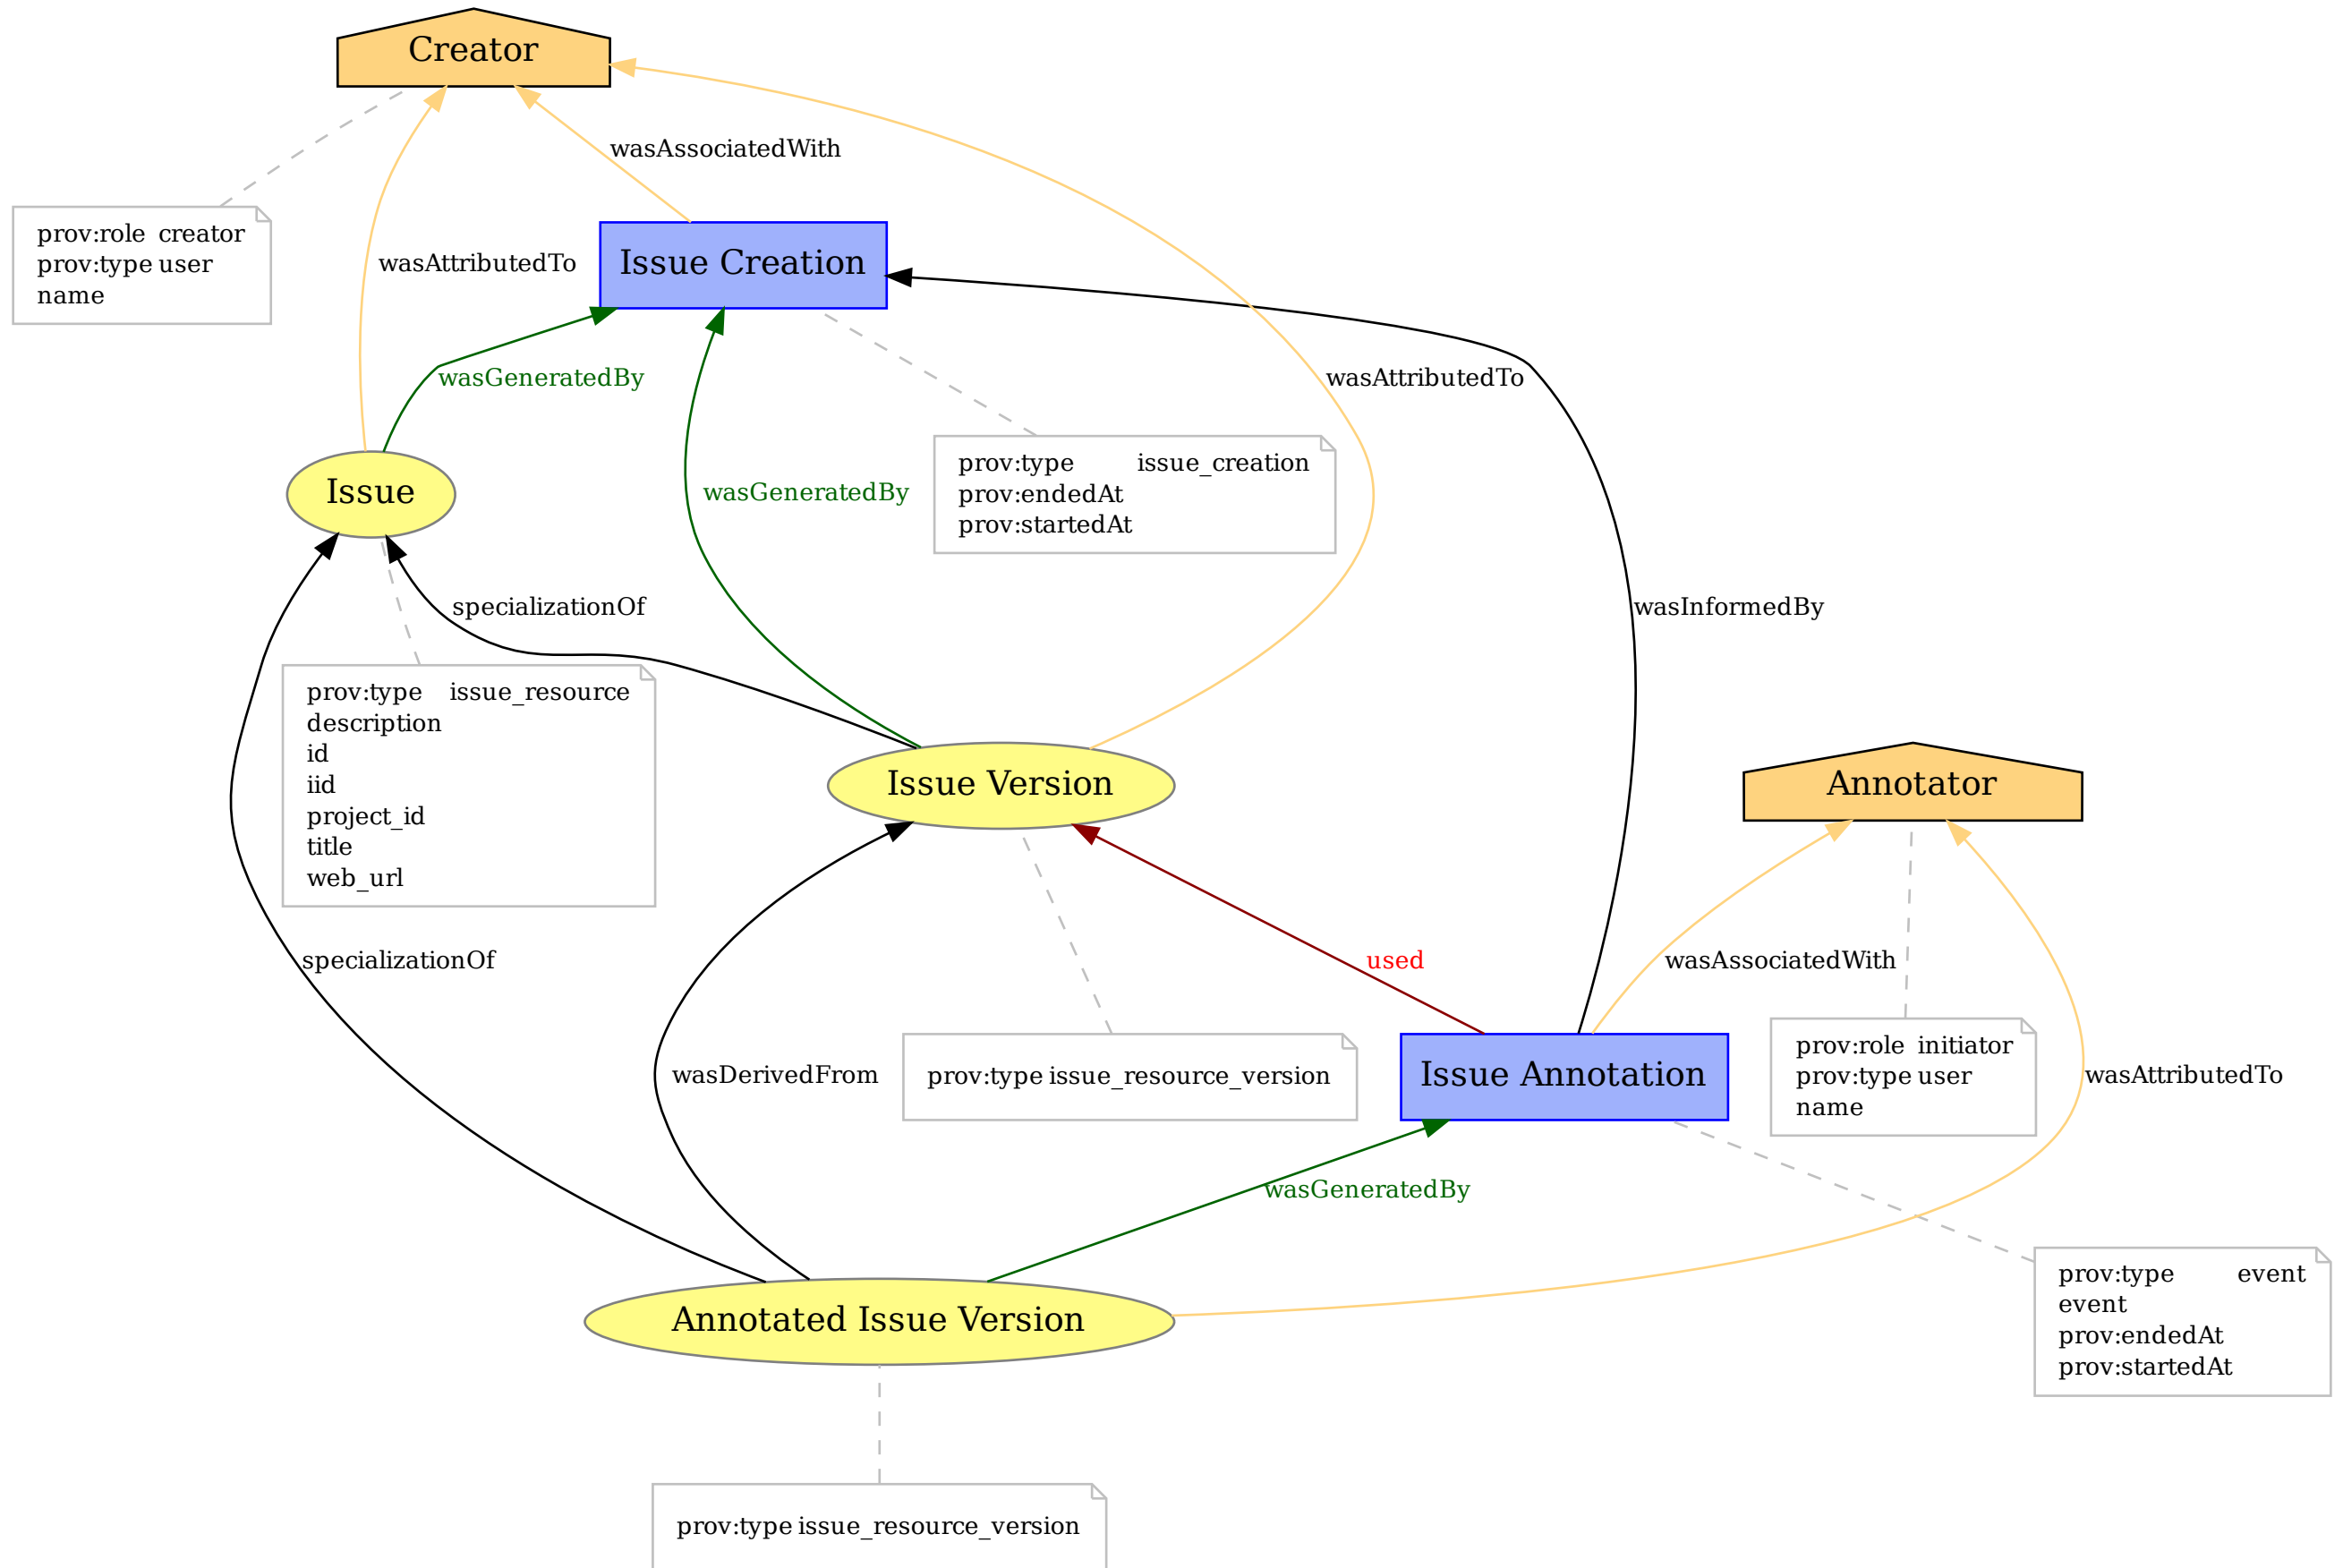 Creator
wasAssociatedWith
prov:role creator
prov:type user
name
wasAttributedTo
Issue Creation
wasGeneratedBy
wasAttributedTo
prov:type issue_creation
prov:endedAt
prov:startedAt
Issue
wasGeneratedBy
specializationOf
wasInformedBy
prov:type issue_resource
description
id
iid
project_id
title
web_url
Issue Version
Annotator
specializationOf
used
wasAssociatedWith
wasDerivedFrom
prov:type issue_resource_version
Issue Annotation
prov:role initiator
prov:type user
name
wasAttributedTo
wasGeneratedBy
prov:type event
event
prov:endedAt
prov:startedAt
Annotated Issue Version
prov:type issue_resource_version